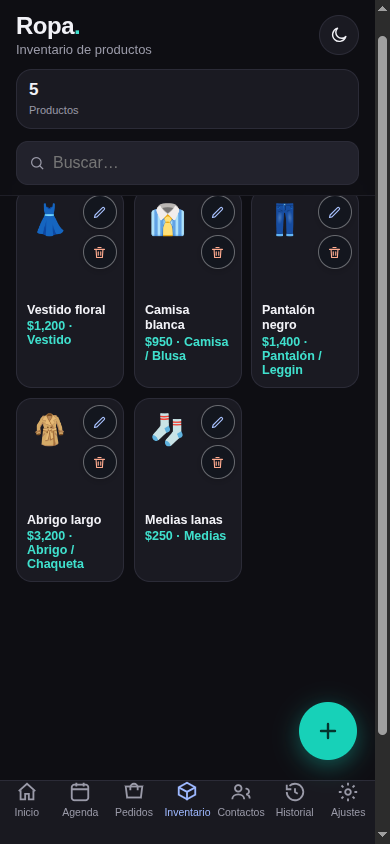 Ropa.
Inventario de productos
5
Productos
Buscar…
Vestido floral
$1,200 ·
Vestido
Camisa
blanca
$950 · Camisa
/ Blusa
Pantalón
negro
$1,400 ·
Pantalón /
Leggin
Abrigo largo
$3,200 ·
Abrigo /
Chaqueta
Medias lanas
$250 · Medias
Inicio
Agenda
Pedidos
Inventario
Contactos
Historial
Ajustes